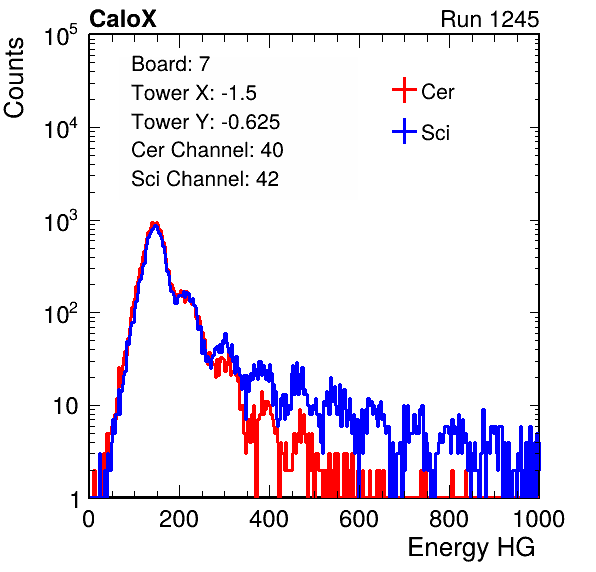 CaloX Run 1245
Counts
10^5
10^4
10^3
10^2
10
1
Board: 7
Tower X: -1.5
Tower Y: -0.625
Cer Channel: 40
Sci Channel: 42
Cer
Sci
0 200 400 600 800 1000
Energy HG